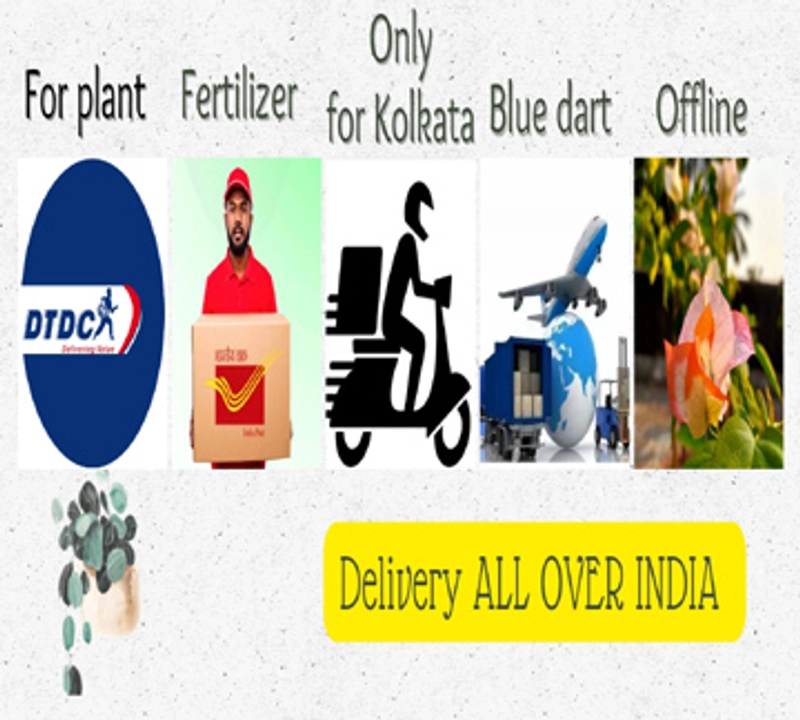 For plant
Fertilizer
Only
for Kolkata
Blue dart
Offline
DTDC
Delivering Value
India Post
Delivery ALL OVER INDIA